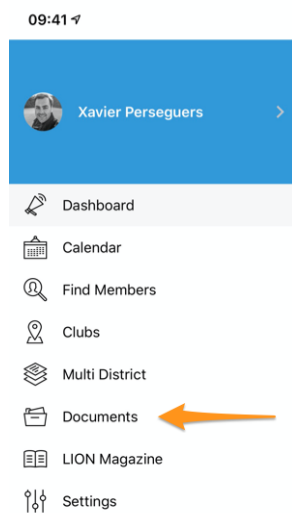 09:41
Xavier Perseguers
Dashboard
Calendar
Find Members
Clubs
Multi District
Documents
LION Magazine
Settings